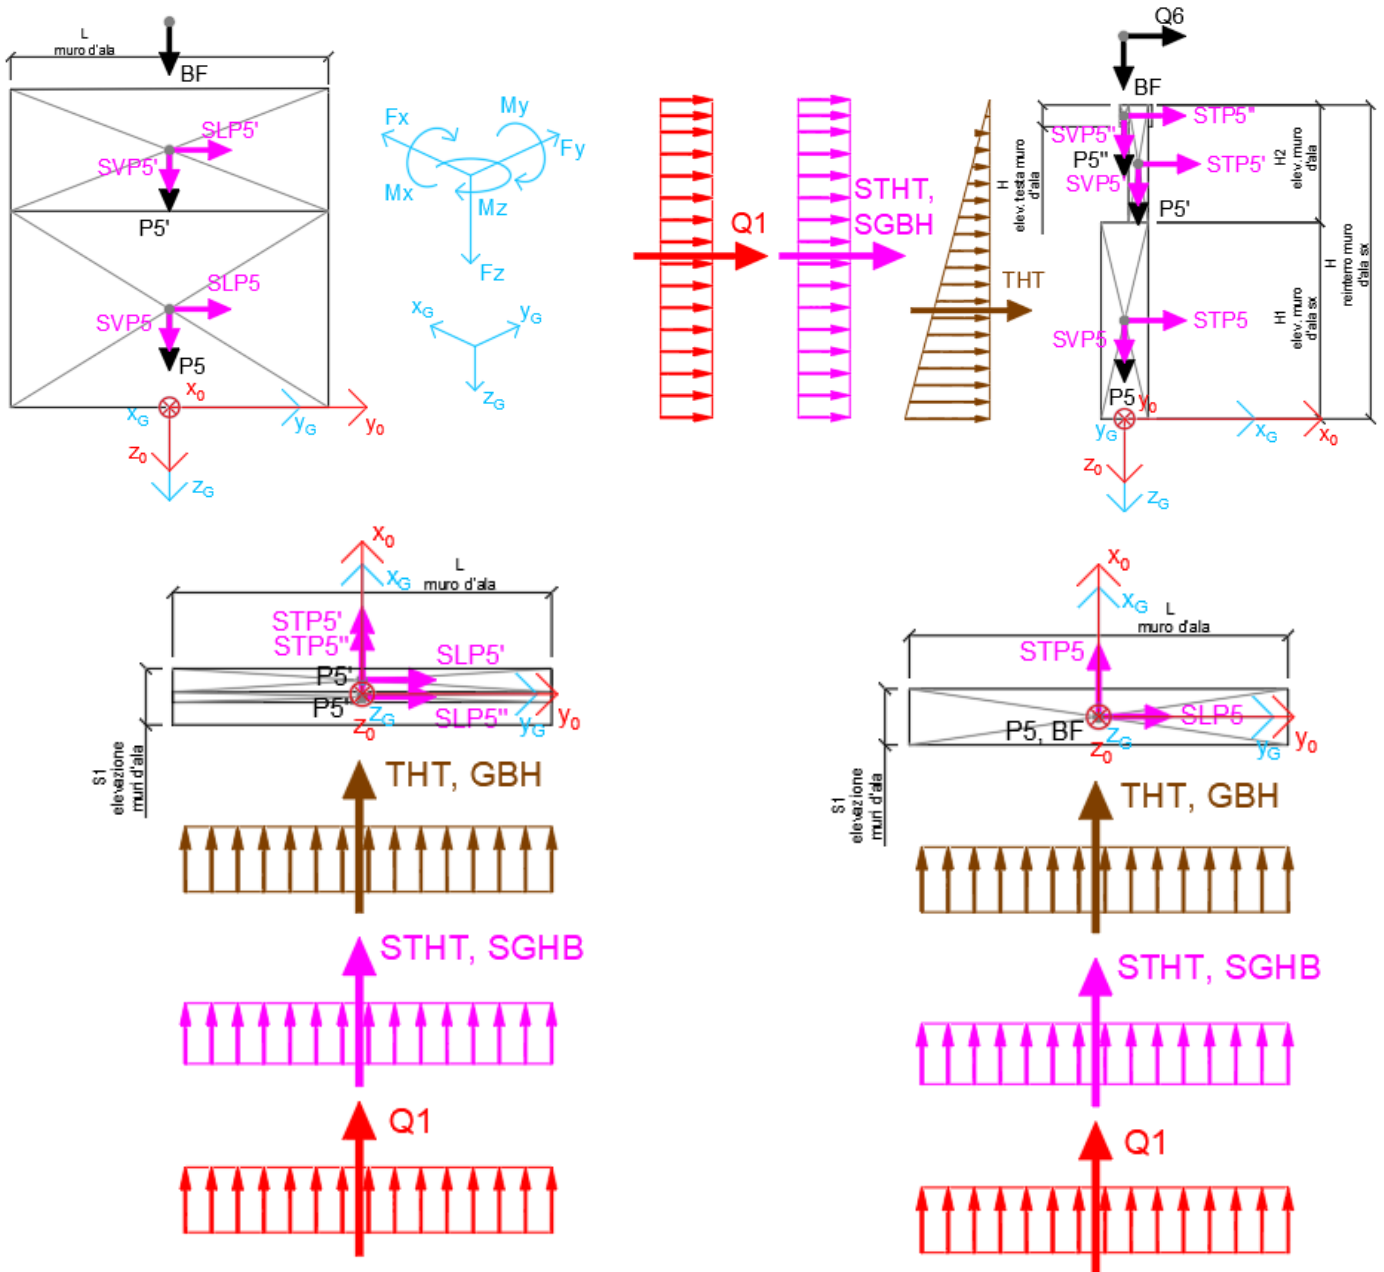 L
muro d'ala
BF
SLP5'
SVP5'
P5'
SLP5
SVP5
P5
x0
xG
yG
y0
z0
zG
Fx
My
Fy
Mx
Mz
Fz
xG
yG
zG
Q1
STHT,
SGBH
THT
H
elev. testa muro
d'ala
Q6
BF
STP5''
SVP5''
P5''
STP5'
SVP5'
P5'
STP5
SVP5
P5
H2
elev. muro
d'ala
H1
elev. muro
d'ala sx
H
reinterro muro
d'ala sx
y0
yG
xG
x0
z0
zG
x0
xG
L
muro d'ala
STP5'
STP5''
P5'
SLP5'
P5'
SLP5''
zG
z0
yG
y0
S1
elevazione
muri d'ala
THT, GBH
STHT, SGHB
Q1
x0
xG
L
muro d'ala
STP5
SLP5
P5, BF
zG
z0
yG
y0
S1
elevazione
muri d'ala
THT, GBH
STHT, SGHB
Q1